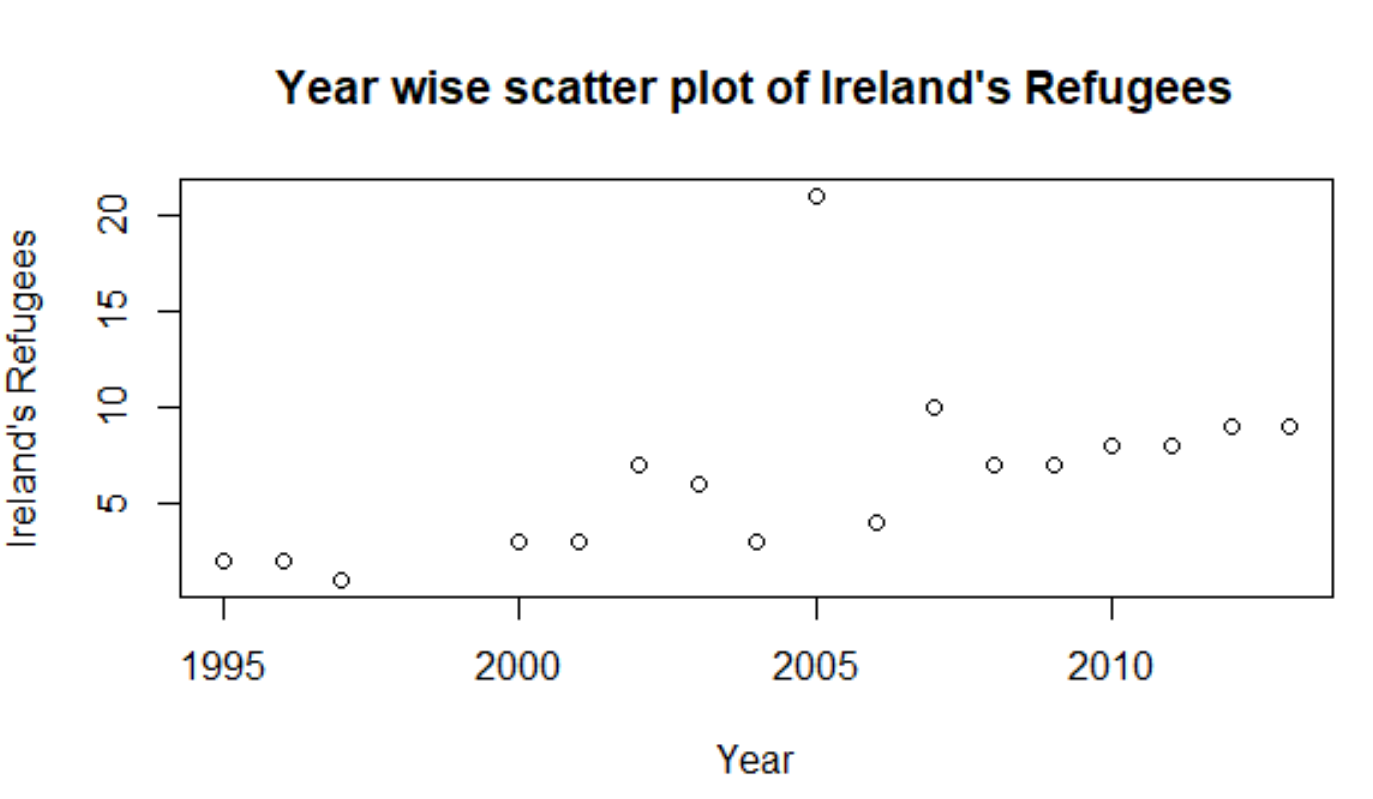 Year wise scatter plot of Ireland's Refugees
Ireland's Refugees
20
15
10
5
1995 2000 2005 2010
Year